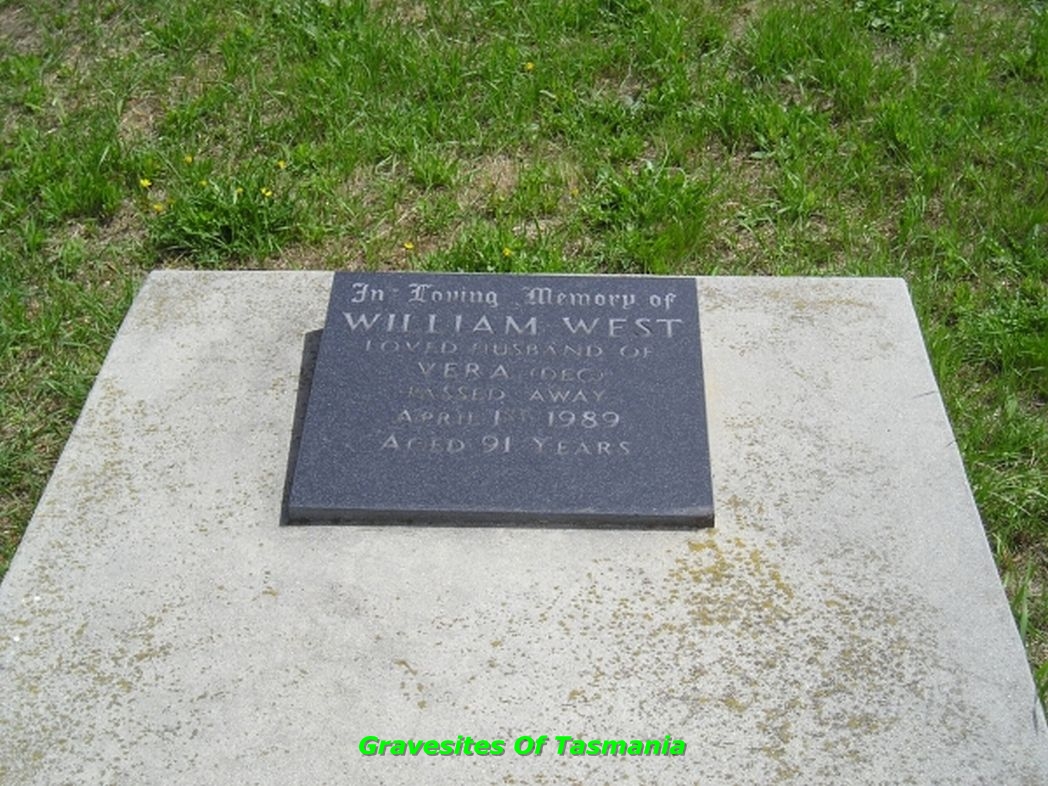 In Loving Memory of
WILLIAM WEST
LOVED HUSBAND OF
VERA (DEC)
PASSED AWAY
APRIL 1ST 1989
AGED 91 YEARS
Gravesites Of Tasmania